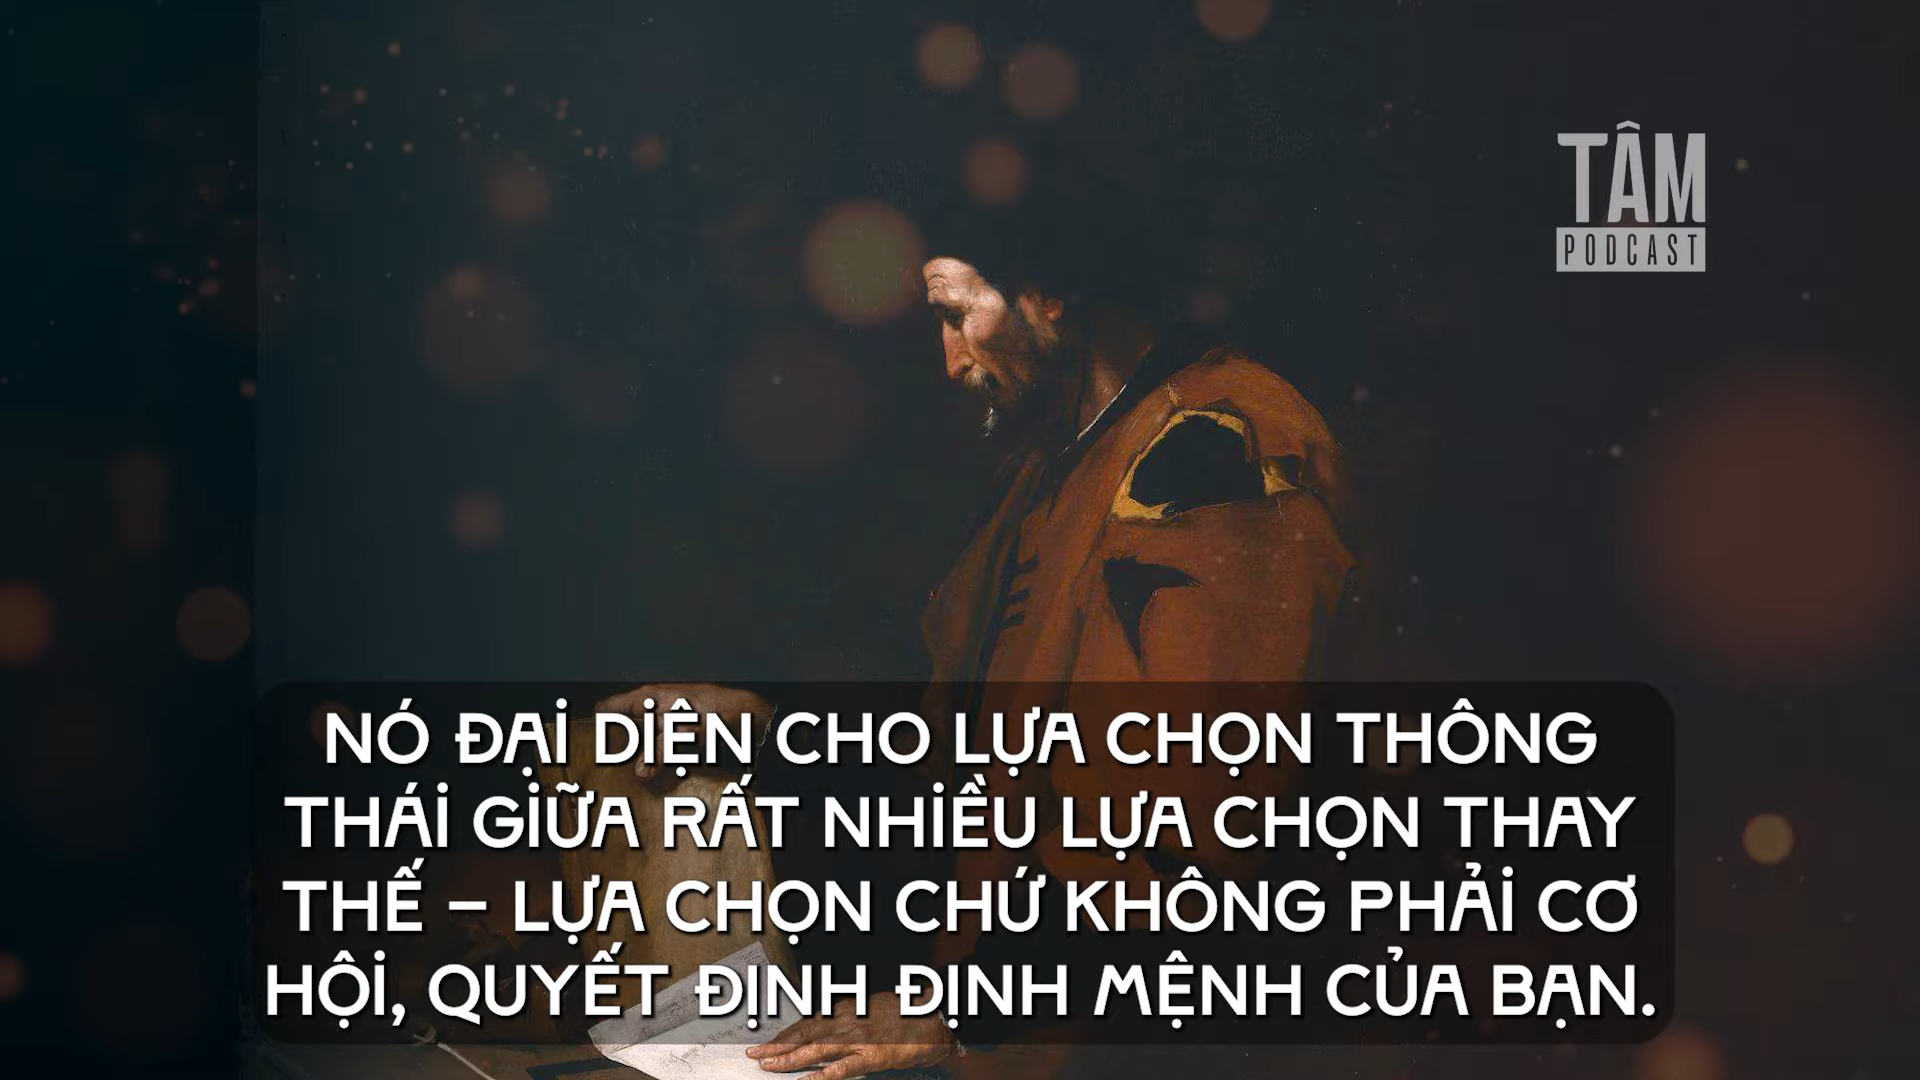 TÂM
PODCAST
NÓ ĐẠI DIỆN CHO LỰA CHỌN THÔNG
THÁI GIỮA RẤT NHIỀU LỰA CHỌN THAY
THẾ – LỰA CHỌN CHỨ KHÔNG PHẢI CƠ
HỘI, QUYẾT ĐỊNH ĐỊNH MỆNH CỦA BẠN.